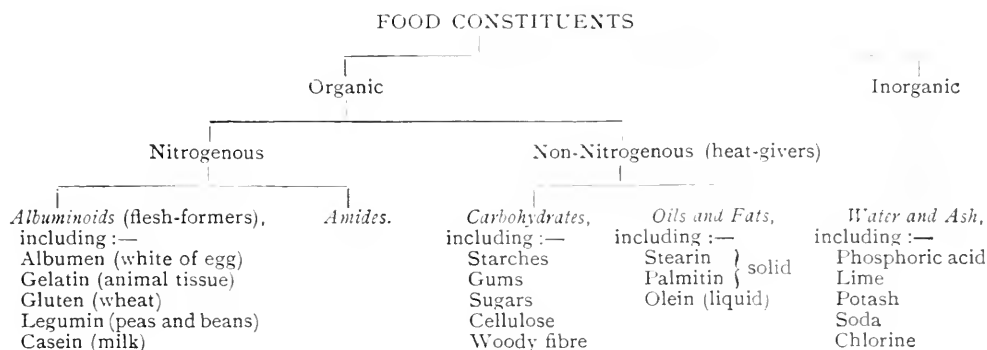 FOOD CONSTITUENTS
Organic
Inorganic
Nitrogenous
Non-Nitrogenous (heat-givers)
Albuminoids (flesh-formers),
including :—
Albumen (white of egg)
Gelatin (animal tissue)
Gluten (wheat)
Legumin (peas and beans)
Casein (milk)
Amides.
Carbohydrates,
including :—
Starches
Gums
Sugars
Cellulose
Woody fibre
Oils and Fats,
including :—
Stearin
Palmitin
} solid
Olein (liquid)
Water and Ash,
including :—
Phosphoric acid
Lime
Potash
Soda
Chlorine